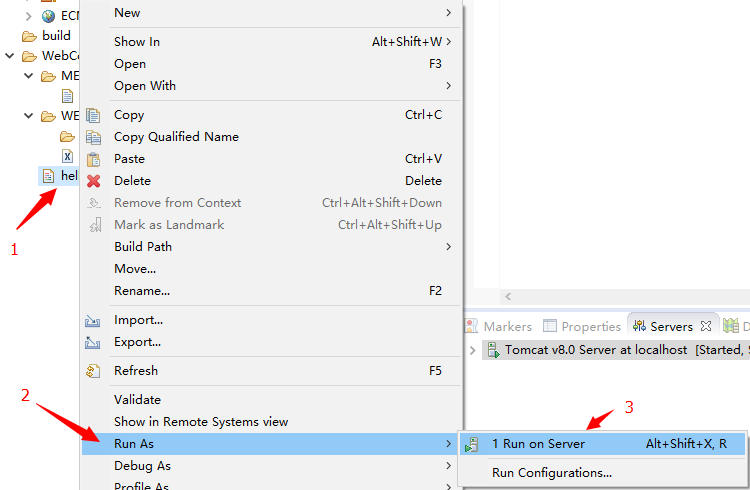 New
ECM
Show In Alt+Shift+W
build
Open F3
WebCo
Open With
ME
Copy Ctrl+C
WE
Copy Qualified Name
Paste Ctrl+V
hel
Delete Delete
Remove from Context Ctrl+Alt+Shift+Down
Mark as Landmark Ctrl+Alt+Shift+Up
1
Build Path
Move...
Rename... F2
Import...
Markers Properties Servers D
Export...
Tomcat v8.0 Server at localhost [Started, S
Refresh F5
2
Validate
3
Show in Remote Systems view
Run As
1 Run on Server Alt+Shift+X, R
Debug As
Run Configurations...
Profile As